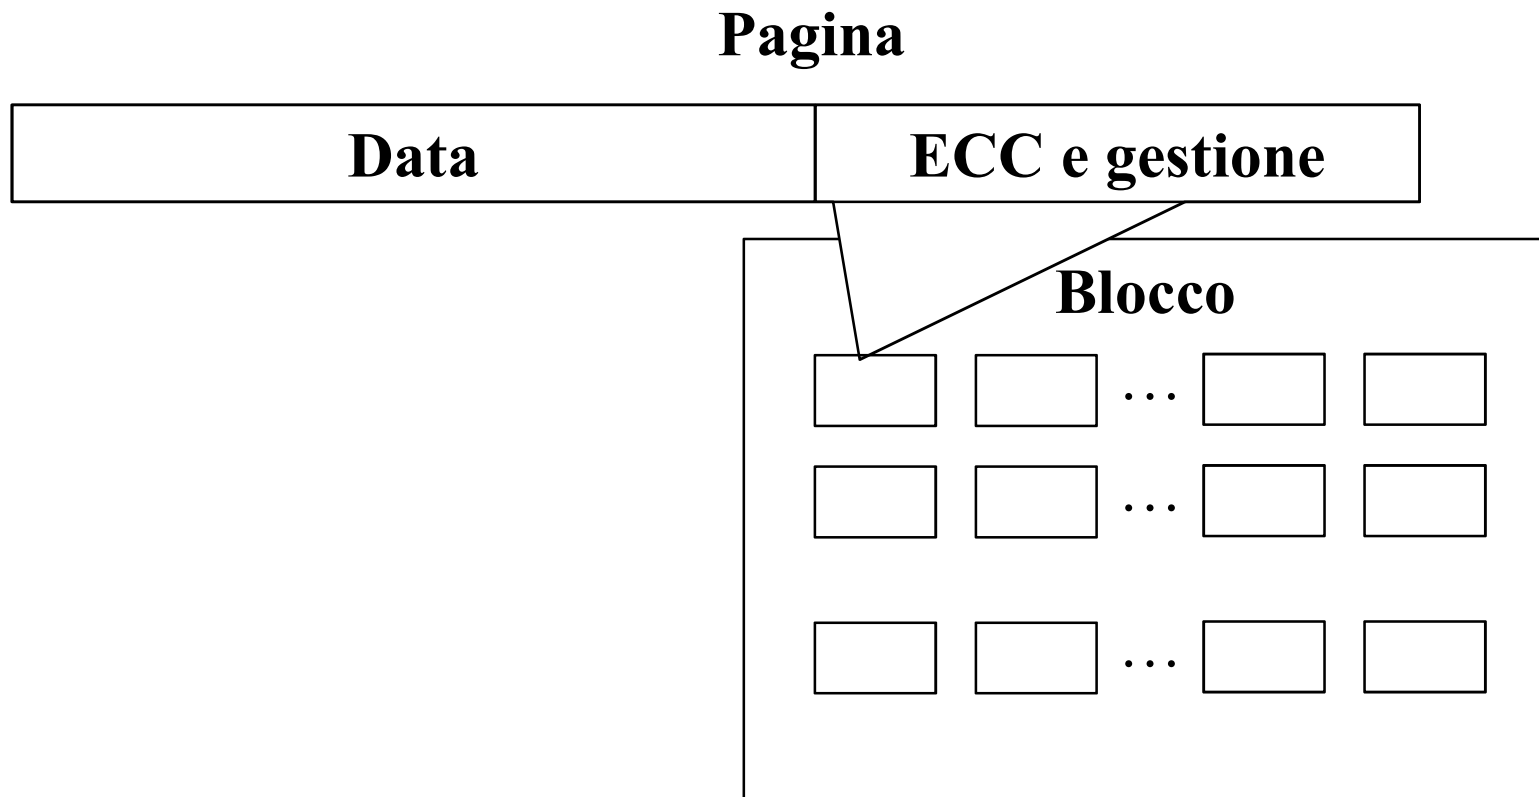 Pagina
Data ECC e gestione
Blocco
...
...
...